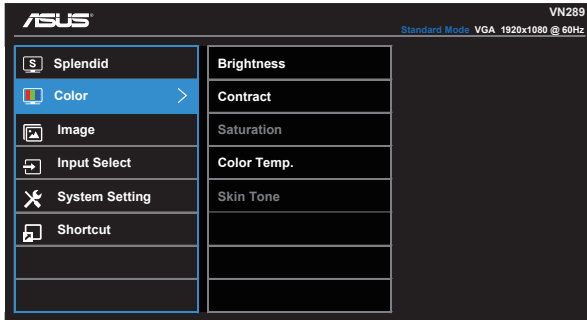 ASUS
VN289
Standard Mode VGA 1920x1080 @ 60Hz
S Splendid
Color
Image
Input Select
System Setting
Shortcut
Brightness
Contract
Saturation
Color Temp.
Skin Tone